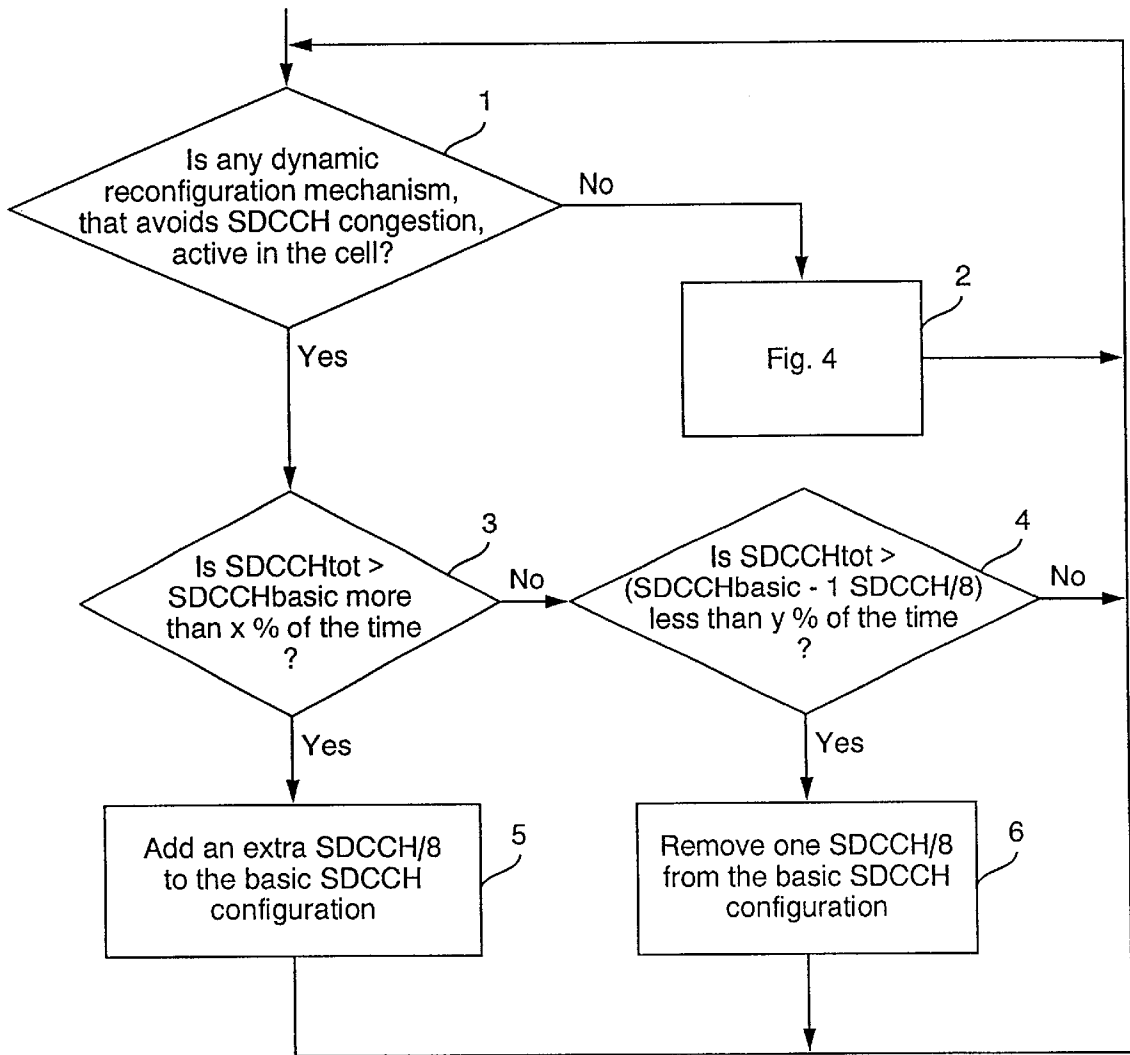 1
Is any dynamic
reconfiguration mechanism,
that avoids SDCCH congestion,
active in the cell?
No
2
Fig. 4
Yes
3
Is SDCCHtot >
SDCCHbasic more
than x % of the time
?
No
4
Is SDCCHtot >
(SDCCHbasic - 1 SDCCH/8)
less than y % of the time
?
No
Yes
Yes
5
Add an extra SDCCH/8
to the basic SDCCH
configuration
6
Remove one SDCCH/8
from the basic SDCCH
configuration